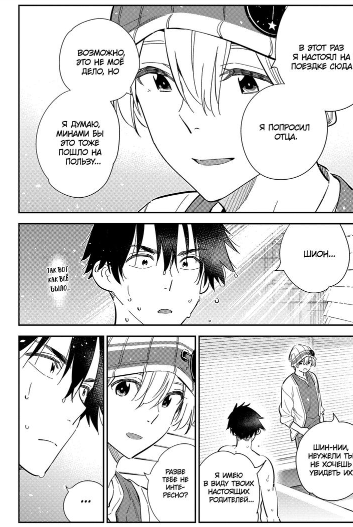 В ЭТОТ РАЗ
Я НАСТОЯЛ НА
ПОЕЗДКЕ СЮДА.
Я ПОПРОСИЛ
ОТЦА.
ВОЗМОЖНО,
ЭТО НЕ МОЁ
ДЕЛО, НО
Я ДУМАЮ,
МИНАМИ БЫ
ЭТО ТОЖЕ
ПОШЛО НА
ПОЛЬЗУ...
ШИОН...
ТАК ВОТ
КАК ВСЁ
БЫЛО.
ШИН-НИИ,
НЕУЖЕЛИ ТЫ
НЕ ХОЧЕШЬ
УВИДЕТЬ ИХ?
Я ИМЕЮ
В ВИДУ ТВОИХ
НАСТОЯЩИХ
РОДИТЕЛЕЙ...
РАЗВЕ
ТЕБЕ НЕ
ИНТЕ-
РЕСНО?
...